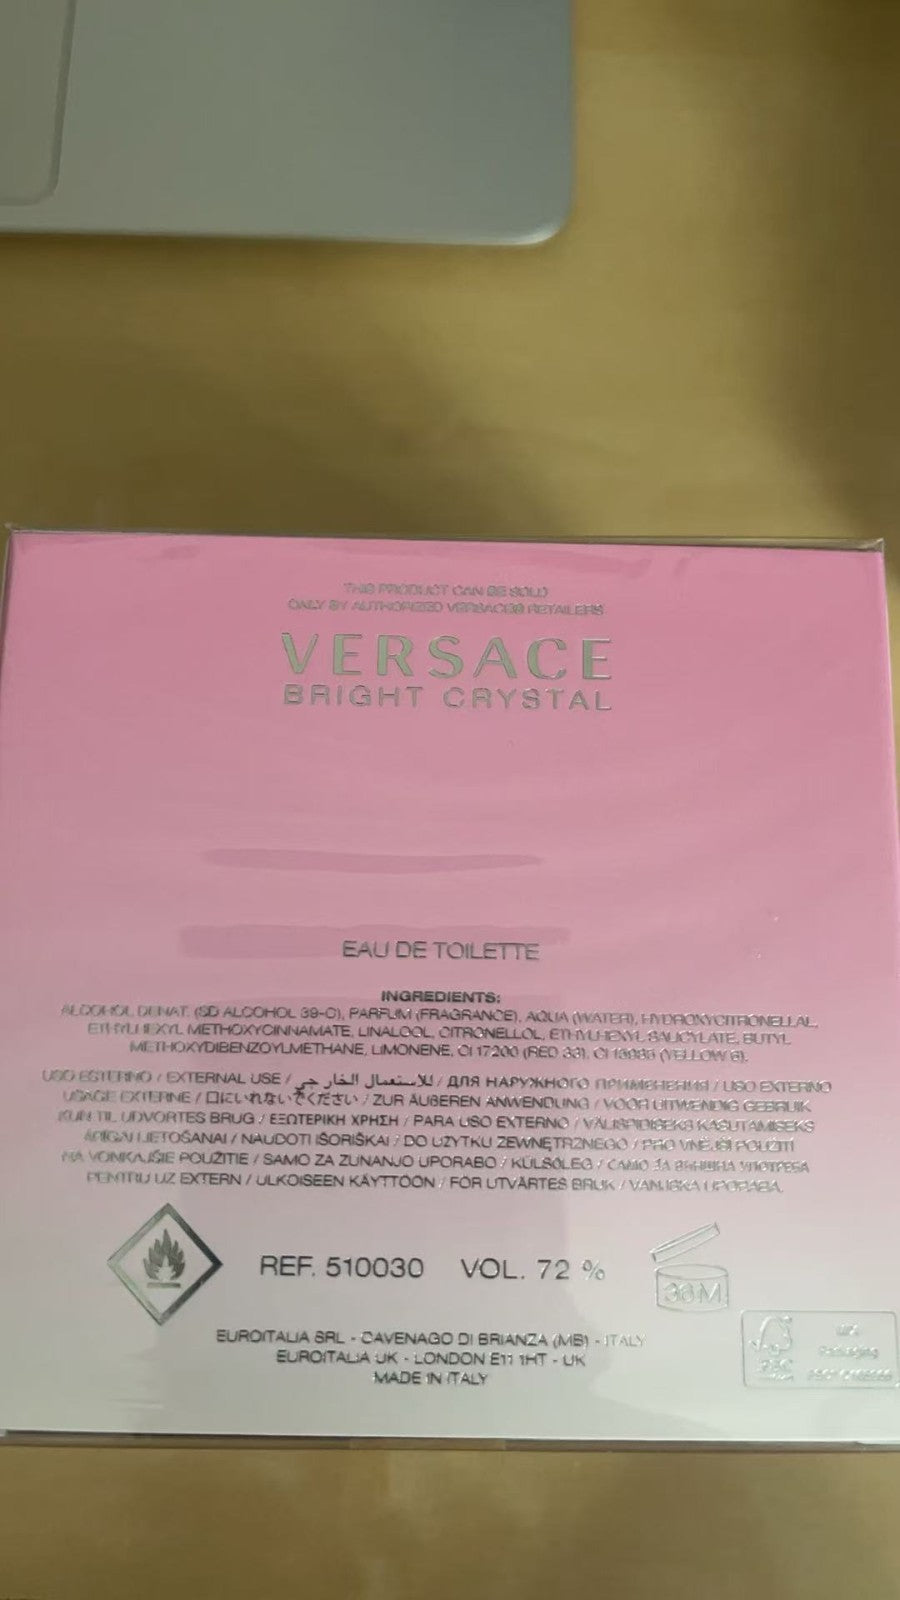 THIS PRODUCT CAN BE SOLD
ONLY BY AUTHORIZED VERSACE® RETAILERS
VERSACE
BRIGHT CRYSTAL
EAU DE TOILETTE
INGREDIENTS:
ALCOHOL DENAT. (SD ALCOHOL 39-C), PARFUM (FRAGRANCE), AQUA (WATER), HYDROXYCITRONELLAL,
ETHYLHEXYL METHOXYCINNAMATE, LINALOOL, CITRONELLOL, ETHYLHEXYL SALICYLATE, BUTYL
METHOXYDIBENZOYLMETHANE, LIMONENE, CI 17200 (RED 33), (YELLOW 6).
USO ESTERNO / EXTERNAL USE / للاستعمال الخارجي / ДЛЯ НАРУЖНОГО ПРИМЕНЕНИЯ / USO EXTERNO
USAGE EXTERNE / 口にいれないでください / ZUR ÄUßEREN ANWENDUNG / VOOR UITWENDIG GEBRUIK
KUN TIL UDVORTES BRUG / ΕΞΩΤΕΡΙΚΗ ΧΡΗΣΗ / PARA USO EXTERNO / VÄLISPIDISEKS KASUTAMISEKS
ĀRĪGAI LIETOŠANAI / NAUDOTI IŠORIŠKAI / DO UŻYTKU ZEWNĘTRZNEGO / PRO VNĚJŠÍ POUŽITÍ
NA VONKAJŠIE POUŽITIE / SAMO ZA ZUNANJO UPORABO / KÜLSŐLEG / САМО ЗА ВЪНШНА УПОТРЕБА
PENTRU UZ EXTERN / ULKOISEEN KÄYTTÖÖN / FÖR UTVÄRTES BRUK / VANJSKA UPORABA.
REF. 510030 VOL. 72 %
36M
EUROITALIA SRL - CAVENAGO DI BRIANZA (MB) - ITALY
EUROITALIA UK - LONDON E11 1HT - UK
MADE IN ITALY
FSC
MIX
Packaging